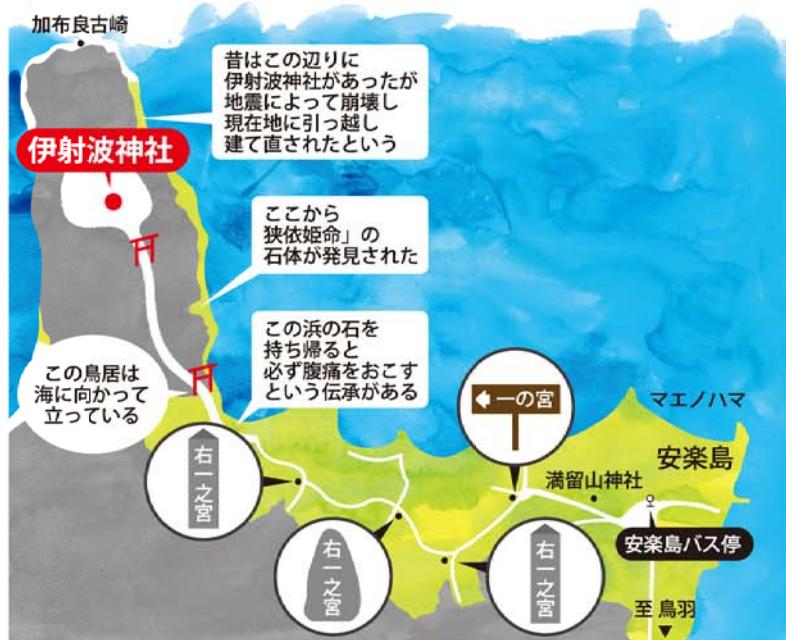 加布良古崎
昔はこの辺りに
伊射波神社があったが
地震によって崩壊し
現在地に引っ越し
建て直されたという
伊射波神社
ここから
狭依姫命」の
石体が発見された
この浜の石を
持ち帰ると
必ず腹痛をおこす
という伝承がある
この鳥居は
海に向かって
立っている
一の宮
マエノハマ
安楽島
満留山神社
右一之宮
右一之宮
右一之宮
安楽島バス停
至 鳥羽